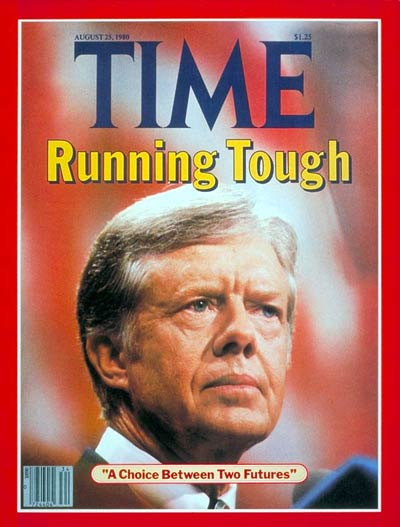 AUGUST 25, 1980 $1.25
TIME
Running Tough
"A Choice Between Two Futures"